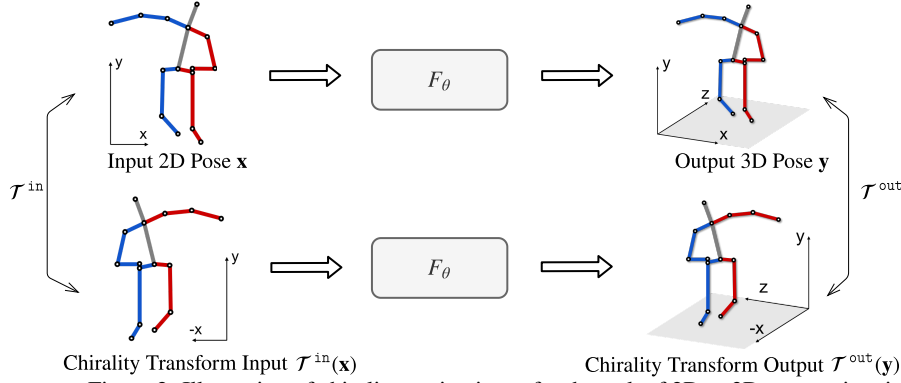 y
x
Input 2D Pose x
F_θ
y
z
x
Output 3D Pose y
𝒯^in
𝒯^out
y
-x
Chirality Transform Input 𝒯^in(x)
F_θ
y
z
-x
Chirality Transform Output 𝒯^out(y)